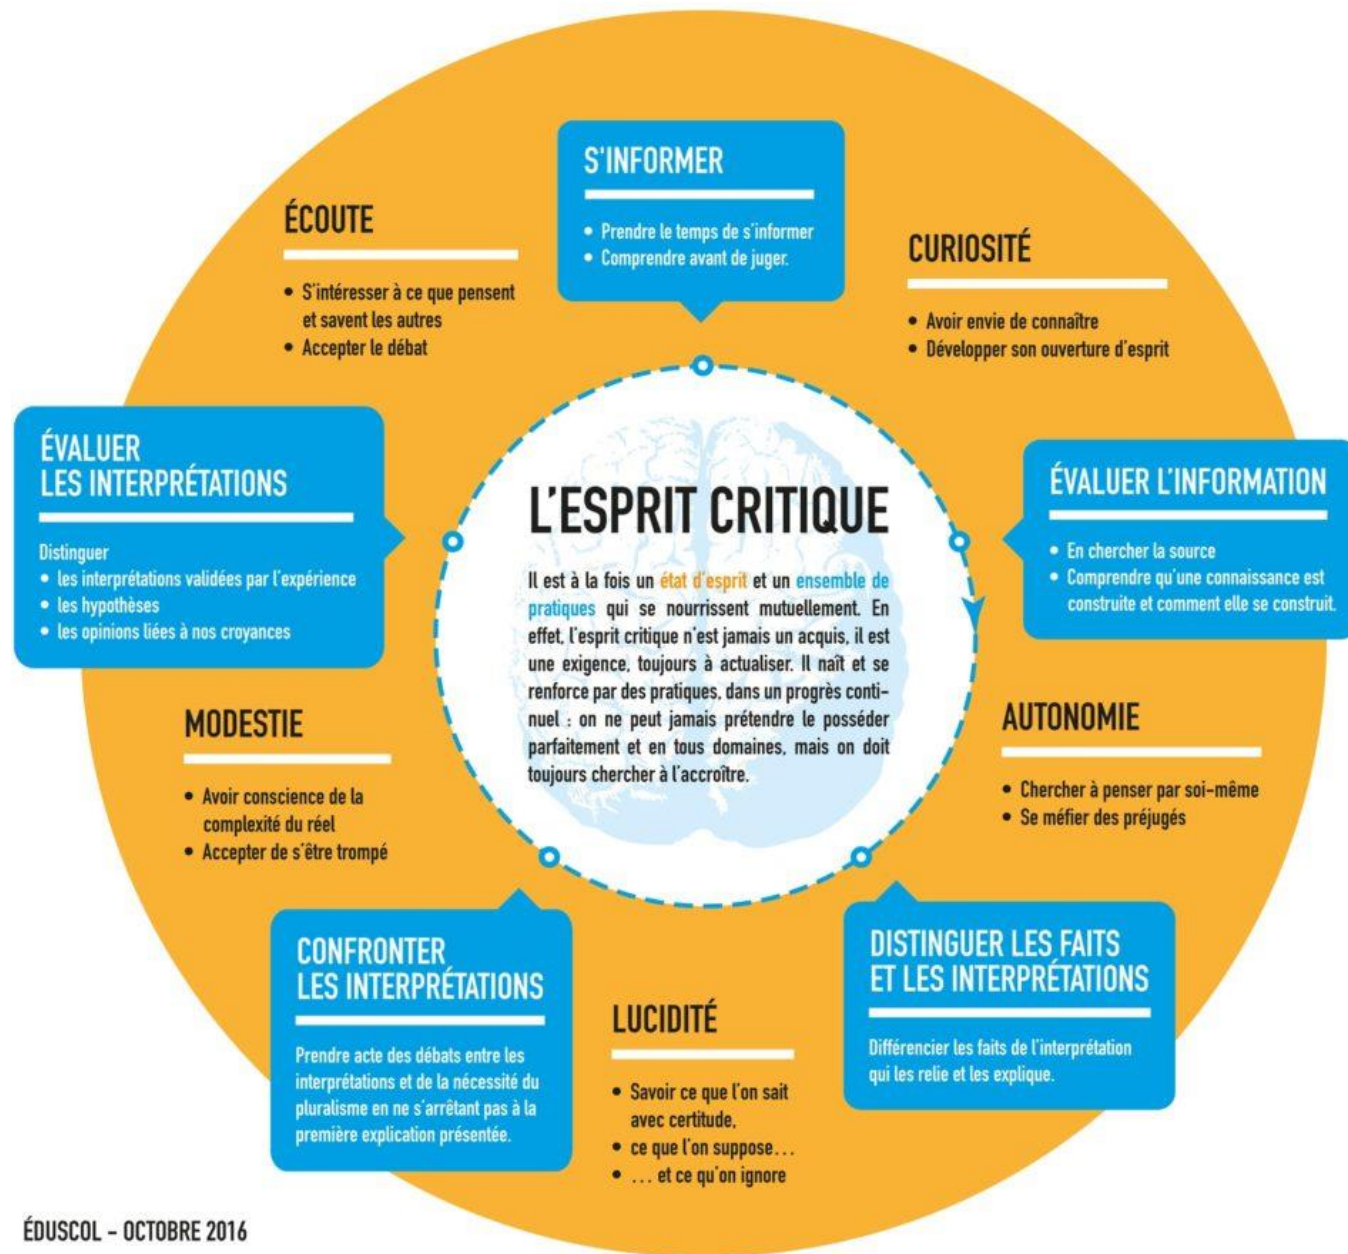 S'INFORMER
• Prendre le temps de s'informer
• Comprendre avant de juger.
ÉCOUTE
• S'intéresser à ce que pensent
et savent les autres
• Accepter le débat
CURIOSITÉ
• Avoir envie de connaître
• Développer son ouverture d'esprit
ÉVALUER
LES INTERPRÉTATIONS
Distinguer
• les interprétations validées par l'expérience
• les hypothèses
• les opinions liées à nos croyances
L'ESPRIT CRITIQUE
Il est à la fois un état d'esprit et un ensemble de
pratiques qui se nourrissent mutuellement. En
effet, l'esprit critique n'est jamais un acquis, il est
une exigence, toujours à actualiser. Il naît et se
renforce par des pratiques, dans un progrès conti-
nuel : on ne peut jamais prétendre le posséder
parfaitement et en tous domaines, mais on doit
toujours chercher à l'accroître.
ÉVALUER L'INFORMATION
• En chercher la source
• Comprendre qu'une connaissance est
construite et comment elle se construit.
MODESTIE
• Avoir conscience de la
complexité du réel
• Accepter de s'être trompé
AUTONOMIE
• Chercher à penser par soi-même
• Se méfier des préjugés
CONFRONTER
LES INTERPRÉTATIONS
Prendre acte des débats entre les
interprétations et de la nécessité du
pluralisme en ne s'arrêtant pas à la
première explication présentée.
LUCIDITÉ
• Savoir ce que l'on sait
avec certitude,
• ce que l'on suppose...
• ... et ce qu'on ignore
DISTINGUER LES FAITS
ET LES INTERPRÉTATIONS
Différencier les faits de l'interprétation
qui les relie et les explique.
ÉDUSCOL - OCTOBRE 2016